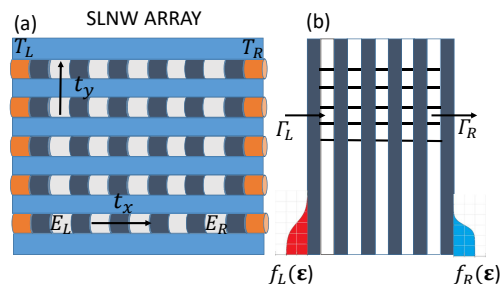 SLNW ARRAY
(a)
T_L
T_R
t_y
E_L
t_x
E_R
(b)
Γ_L
Γ_R
f_L(ε)
f_R(ε)